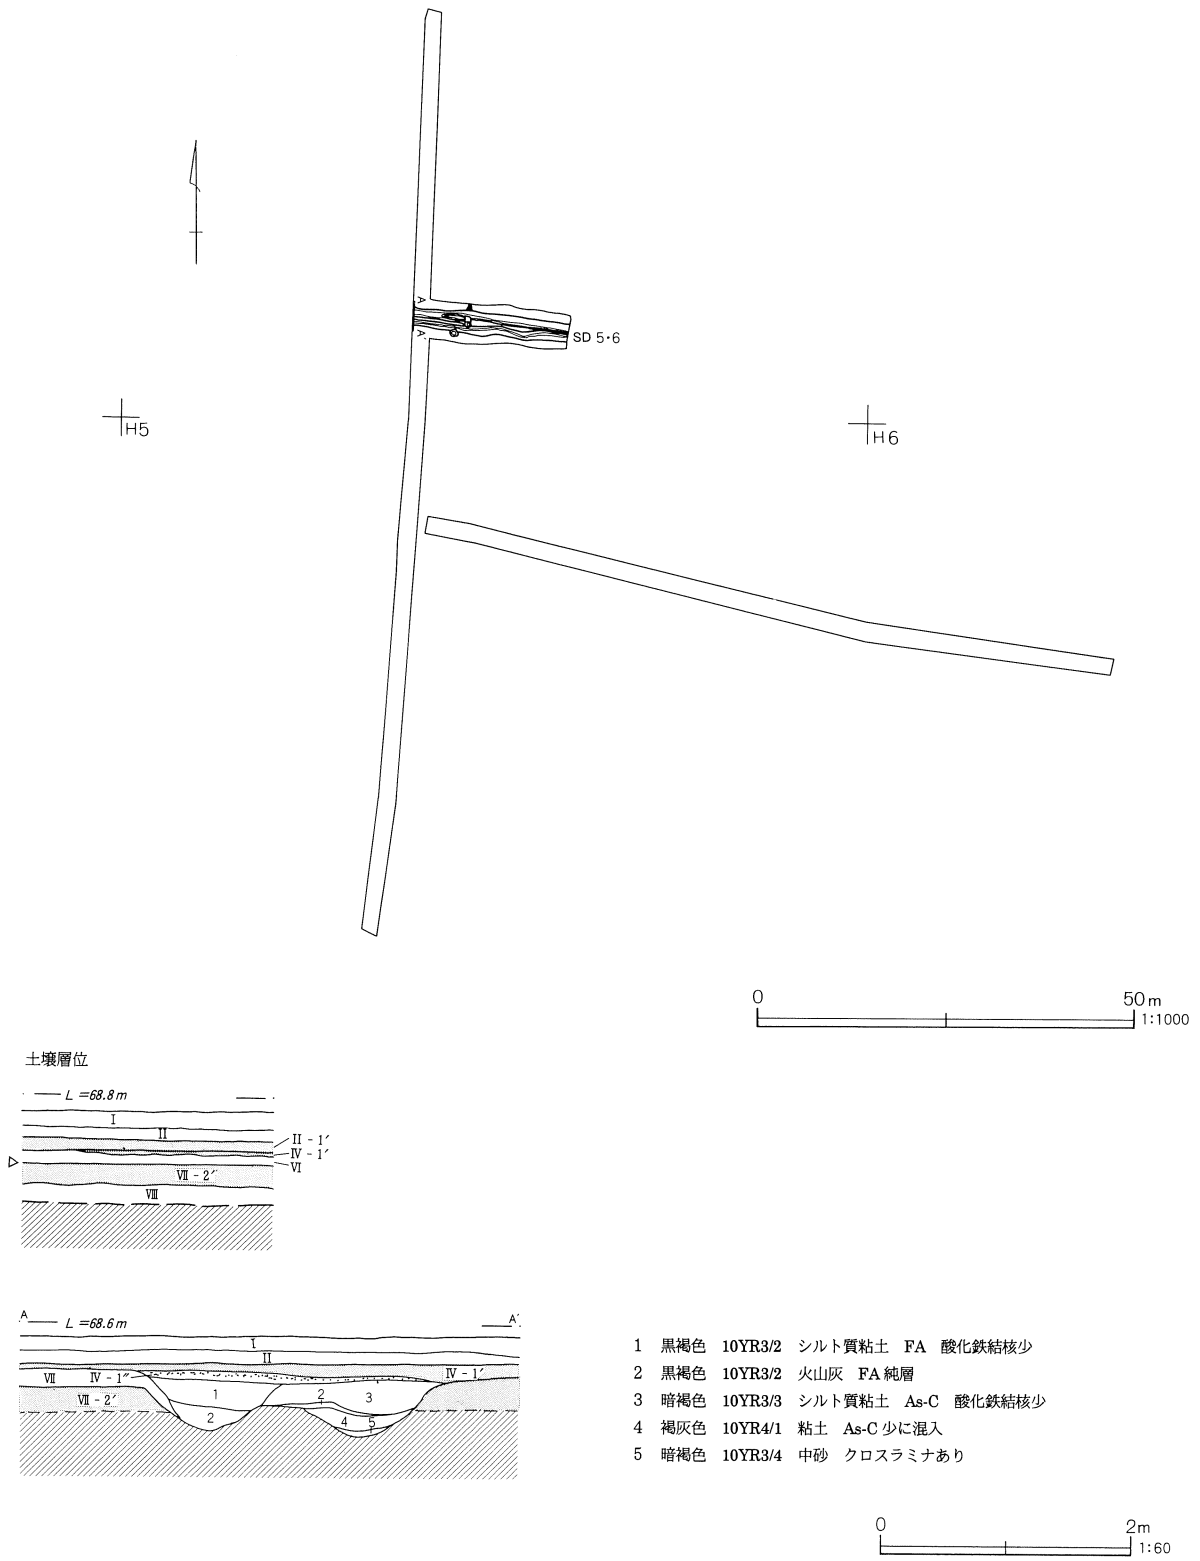 A
A′
SD 5・6
H5
H6
0 50m
1:1000
土壌層位
L=68.8m
I
II
II-1′
IV-1′
VI
VII-2′
VIII
A A′
L=68.6m
I
II
VII IV-1″ IV-1′
VII-2′
1 2 3
2 4 5
1 黒褐色 10YR3/2 シルト質粘土 FA 酸化鉄結核少
2 黒褐色 10YR3/2 火山灰 FA純層
3 暗褐色 10YR3/3 シルト質粘土 As-C 酸化鉄結核少
4 褐灰色 10YR4/1 粘土 As-C少に混入
5 暗褐色 10YR3/4 中砂 クロスラミナあり
0 2m
1:60